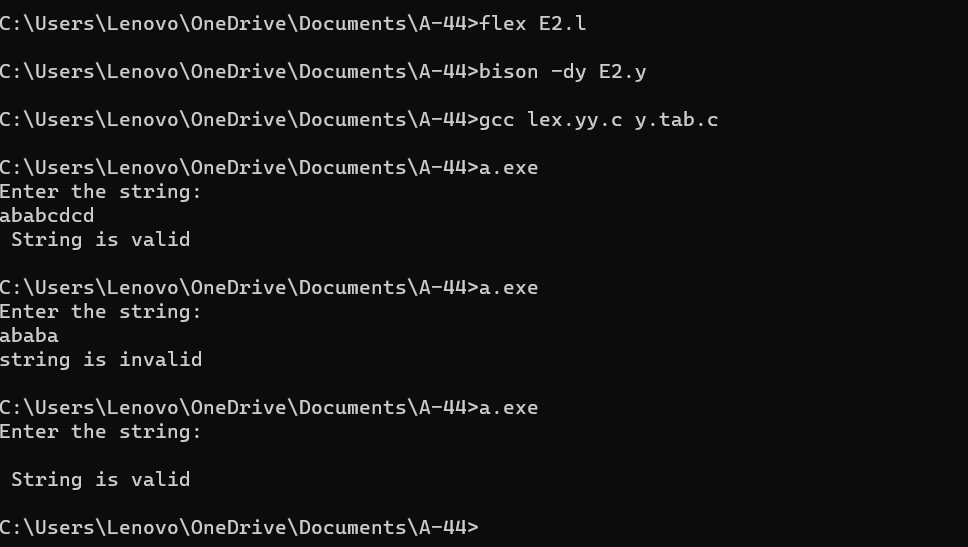 C:\Users\Lenovo\OneDrive\Documents\A-44>flex E2.l
C:\Users\Lenovo\OneDrive\Documents\A-44>bison -dy E2.y
C:\Users\Lenovo\OneDrive\Documents\A-44>gcc lex.yy.c y.tab.c
C:\Users\Lenovo\OneDrive\Documents\A-44>a.exe
Enter the string:
ababcdcd
 String is valid
C:\Users\Lenovo\OneDrive\Documents\A-44>a.exe
Enter the string:
ababa
string is invalid
C:\Users\Lenovo\OneDrive\Documents\A-44>a.exe
Enter the string:
 String is valid
C:\Users\Lenovo\OneDrive\Documents\A-44>